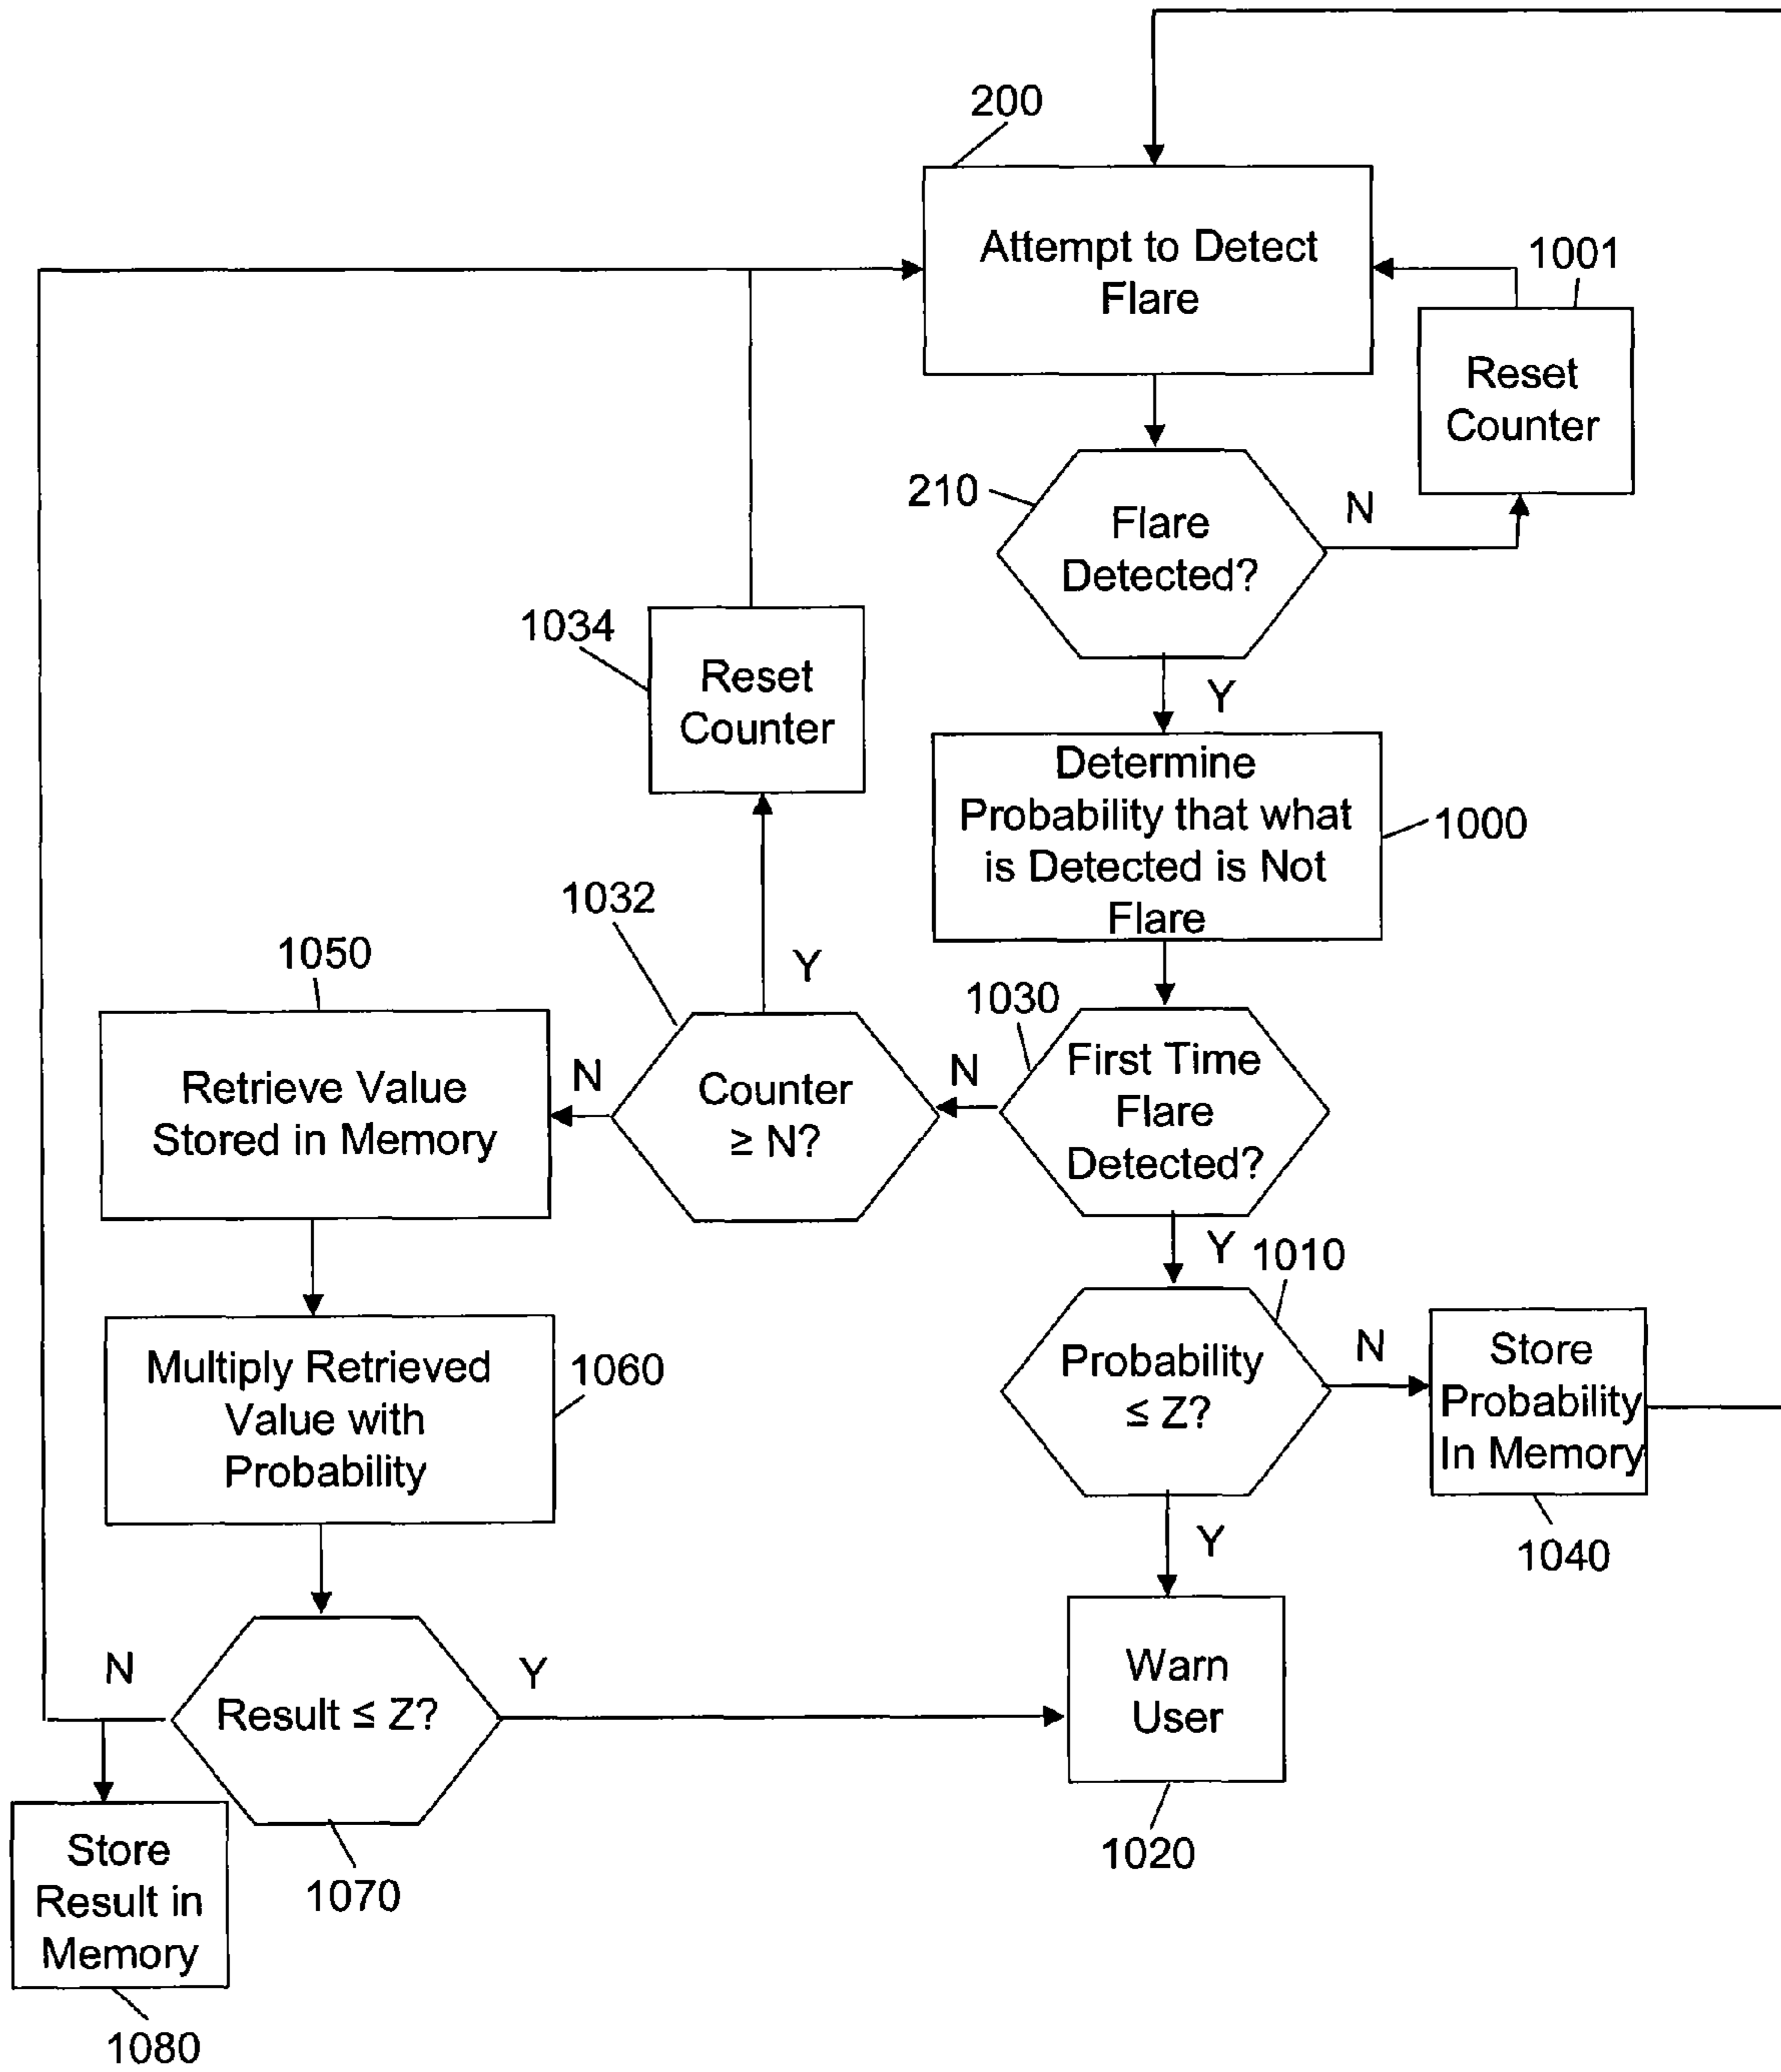 200
Attempt to Detect
Flare
1001
Reset
Counter
210
Flare
Detected?
N
1034
Reset
Counter
Y
Determine
Probability that what
is Detected is Not
Flare
1000
1032
Y
1050
1030
Retrieve Value
Stored in Memory
N
Counter
≥ N?
N
First Time
Flare
Detected?
Y
1010
Multiply Retrieved
Value with
Probability
1060
Probability
≤ Z?
N
Store
Probability
In Memory
1040
Y
N
Result ≤ Z?
Y
Warn
User
1020
1070
Store
Result in
Memory
1080